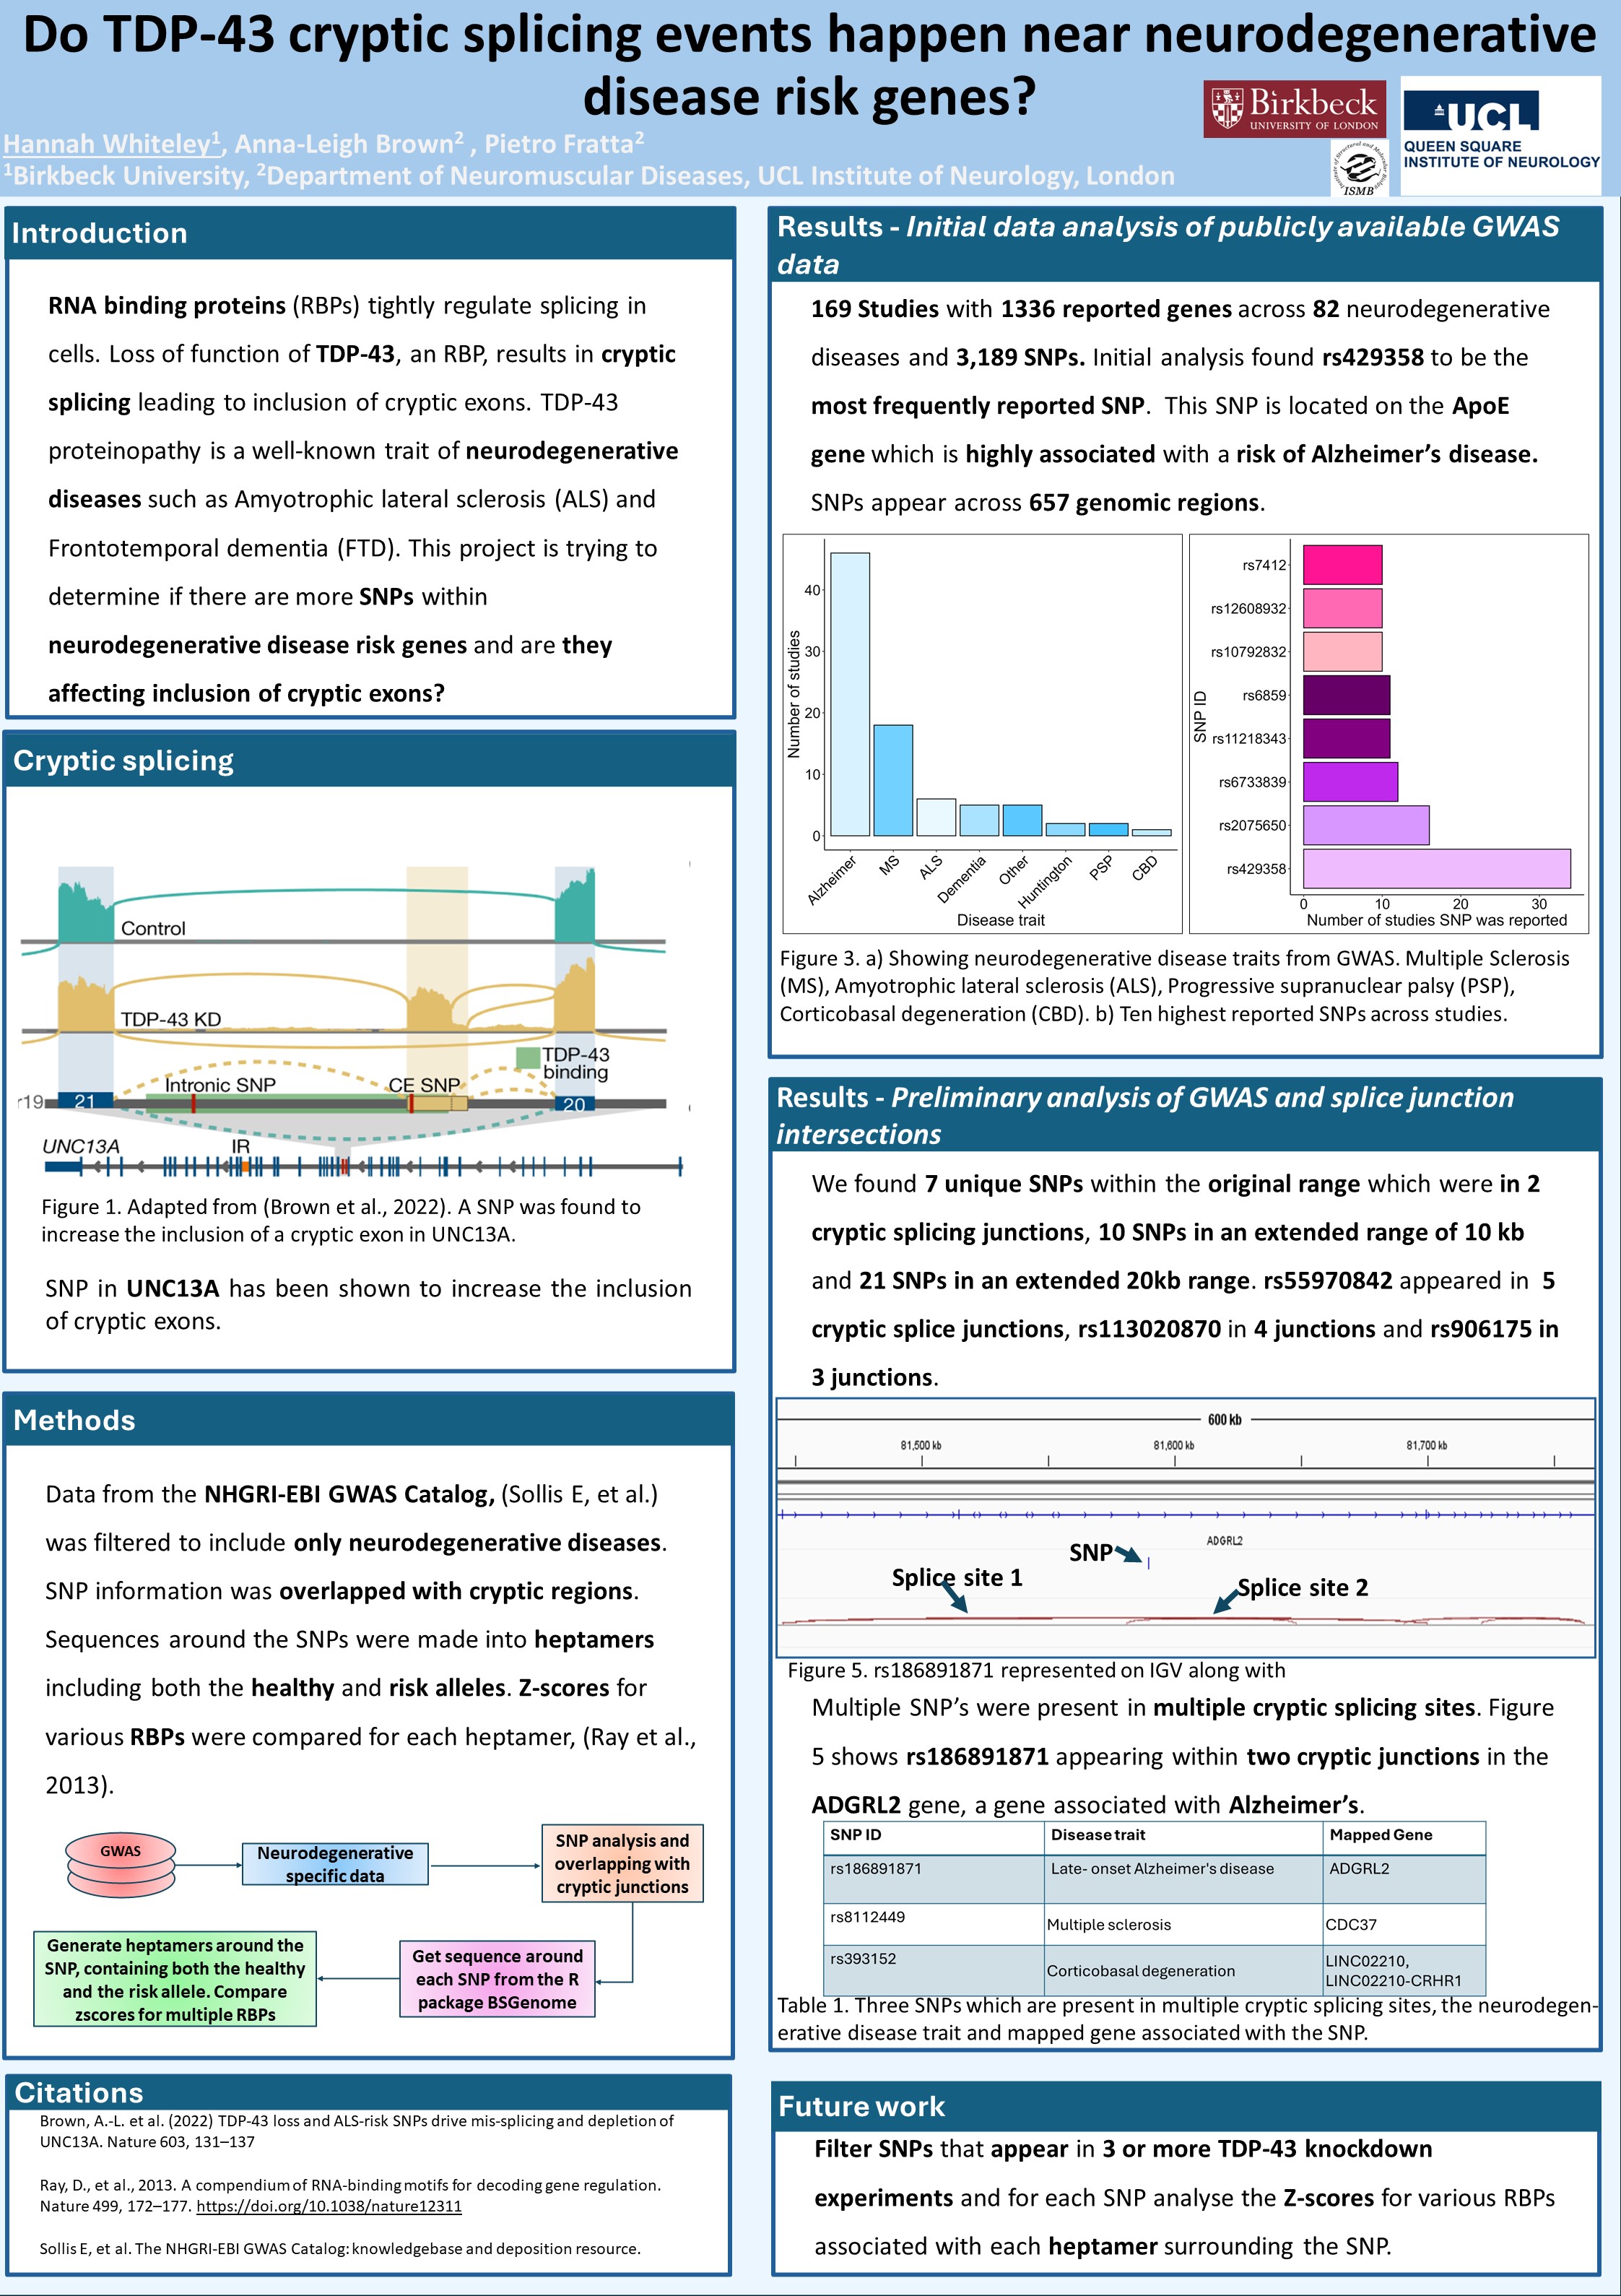 Do TDP-43 cryptic splicing events happen near neurodegenerative
disease risk genes?
Hannah Whiteley1, Anna-Leigh Brown2 , Pietro Fratta2
1Birkbeck University, 2Department of Neuromuscular Diseases, UCL Institute of Neurology, London
Birkbeck
UNIVERSITY OF LONDON
ISMB
UCL
QUEEN SQUARE
INSTITUTE OF NEUROLOGY
Introduction
RNA binding proteins (RBPs) tightly regulate splicing in
cells. Loss of function of TDP-43, an RBP, results in cryptic
splicing leading to inclusion of cryptic exons. TDP-43
proteinopathy is a well-known trait of neurodegenerative
diseases such as Amyotrophic lateral sclerosis (ALS) and
Frontotemporal dementia (FTD). This project is trying to
determine if there are more SNPs within
neurodegenerative disease risk genes and are they
affecting inclusion of cryptic exons?
Cryptic splicing
Control
TDP-43 KD
TDP-43
binding
Intronic SNP
CE SNP
r19
21
20
UNC13A
IR
Figure 1. Adapted from (Brown et al., 2022). A SNP was found to
increase the inclusion of a cryptic exon in UNC13A.
SNP in UNC13A has been shown to increase the inclusion
of cryptic exons.
Methods
Data from the NHGRI-EBI GWAS Catalog, (Sollis E, et al.)
was filtered to include only neurodegenerative diseases.
SNP information was overlapped with cryptic regions.
Sequences around the SNPs were made into heptamers
including both the healthy and risk alleles. Z-scores for
various RBPs were compared for each heptamer, (Ray et al.,
2013).
GWAS
Neurodegenerative
specific data
SNP analysis and
overlapping with
cryptic junctions
Get sequence around
each SNP from the R
package BSGenome
Generate heptamers around the
SNP, containing both the healthy
and the risk allele. Compare
zscores for multiple RBPs
Citations
Brown, A.-L. et al. (2022) TDP-43 loss and ALS-risk SNPs drive mis-splicing and depletion of
UNC13A. Nature 603, 131–137
Ray, D., et al., 2013. A compendium of RNA-binding motifs for decoding gene regulation.
Nature 499, 172–177. https://doi.org/10.1038/nature12311
Sollis E, et al. The NHGRI-EBI GWAS Catalog: knowledgebase and deposition resource.
Results - Initial data analysis of publicly available GWAS
data
169 Studies with 1336 reported genes across 82 neurodegenerative
diseases and 3,189 SNPs. Initial analysis found rs429358 to be the
most frequently reported SNP. This SNP is located on the ApoE
gene which is highly associated with a risk of Alzheimer's disease.
SNPs appear across 657 genomic regions.
Number of studies
40
30
20
10
0
Alzheimer
MS
ALS
Dementia
Other
Huntington
PSP
CBD
Disease trait
SNP ID
rs7412
rs12608932
rs10792832
rs6859
rs11218343
rs6733839
rs2075650
rs429358
0
10
20
30
Number of studies SNP was reported
Figure 3. a) Showing neurodegenerative disease traits from GWAS. Multiple Sclerosis
(MS), Amyotrophic lateral sclerosis (ALS), Progressive supranuclear palsy (PSP),
Corticobasal degeneration (CBD). b) Ten highest reported SNPs across studies.
Results - Preliminary analysis of GWAS and splice junction
intersections
We found 7 unique SNPs within the original range which were in 2
cryptic splicing junctions, 10 SNPs in an extended range of 10 kb
and 21 SNPs in an extended 20kb range. rs55970842 appeared in 5
cryptic splice junctions, rs113020870 in 4 junctions and rs906175 in
3 junctions.
600 kb
81,500 kb
81,600 kb
81,700 kb
ADGRL2
SNP
Splice site 1
Splice site 2
Figure 5. rs186891871 represented on IGV along with
Multiple SNP's were present in multiple cryptic splicing sites. Figure
5 shows rs186891871 appearing within two cryptic junctions in the
ADGRL2 gene, a gene associated with Alzheimer's.
SNP ID Disease trait Mapped Gene
rs186891871 Late- onset Alzheimer's disease ADGRL2
rs8112449 Multiple sclerosis CDC37
rs393152 Corticobasal degeneration LINC02210,
LINC02210-CRHR1
Table 1. Three SNPs which are present in multiple cryptic splicing sites, the neurodegen-
erative disease trait and mapped gene associated with the SNP.
Future work
Filter SNPs that appear in 3 or more TDP-43 knockdown
experiments and for each SNP analyse the Z-scores for various RBPs
associated with each heptamer surrounding the SNP.